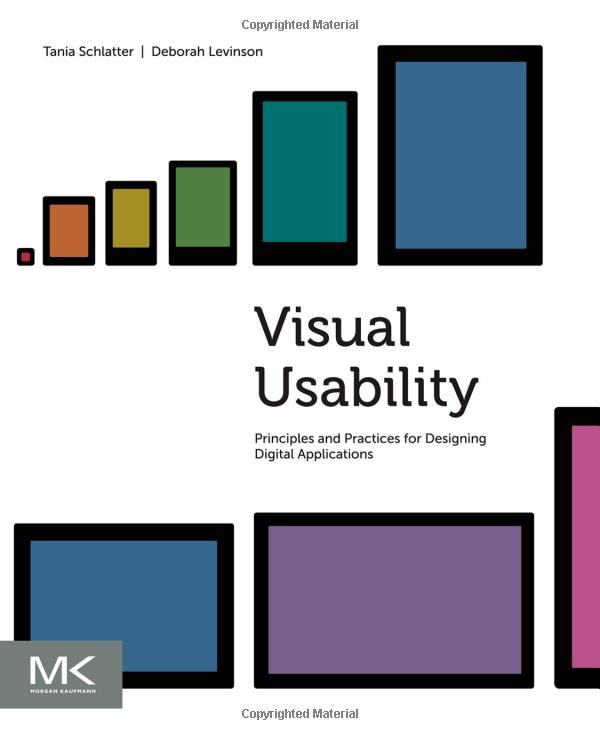 Copyrighted Material
Tania Schlatter | Deborah Levinson
Visual
Usability
Principles and Practices for Designing
Digital Applications
MK
MORGAN KAUFMANN
Copyrighted Material